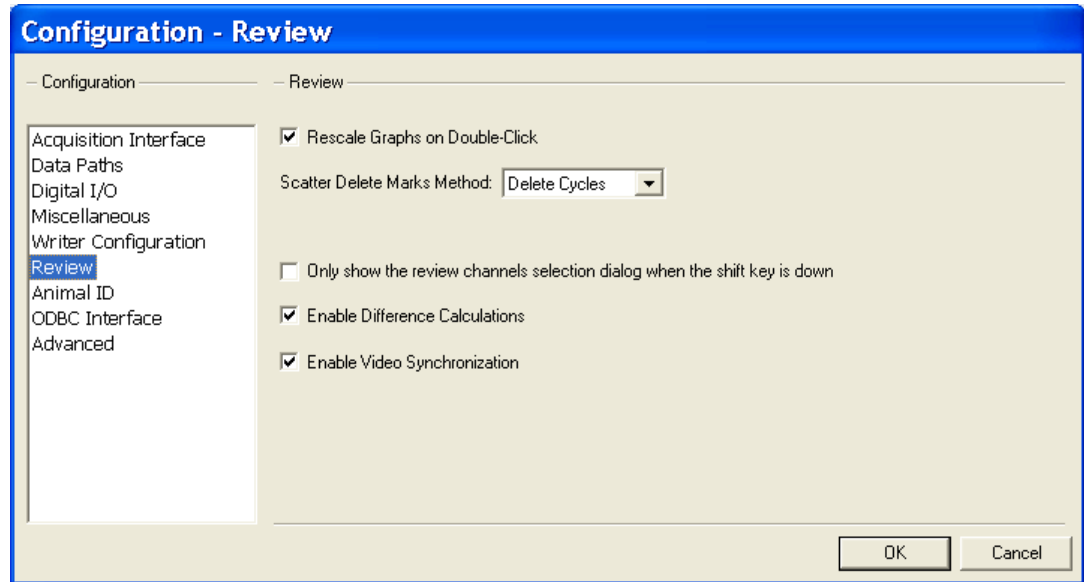 Configuration - Review
Configuration
Acquisition Interface
Data Paths
Digital I/O
Miscellaneous
Writer Configuration
Review
Animal ID
ODBC Interface
Advanced
Review
Rescale Graphs on Double-Click
Scatter Delete Marks Method: Delete Cycles
Only show the review channels selection dialog when the shift key is down
Enable Difference Calculations
Enable Video Synchronization
OK Cancel